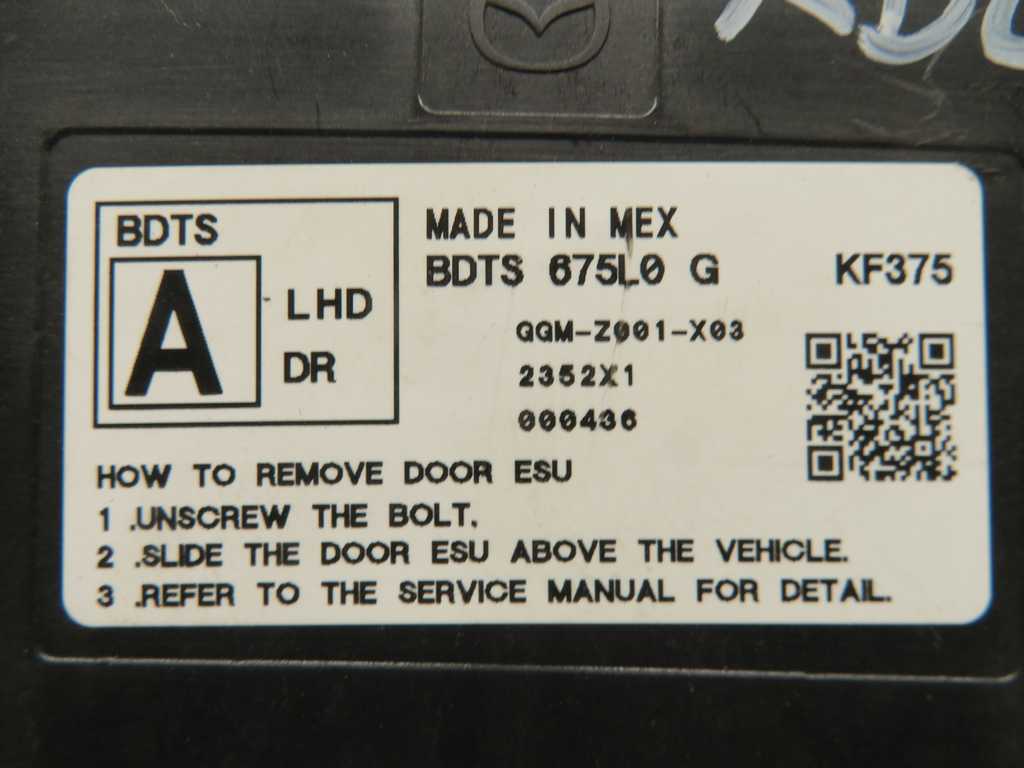 BDTS
A
LHD
DR
MADE IN MEX
BDTS 675L0 G
KF375
GQM-Z001-X03
2352X1
000436
HOW TO REMOVE DOOR ESU
1 .UNSCREW THE BOLT.
2 .SLIDE THE DOOR ESU ABOVE THE VEHICLE.
3 .REFER TO THE SERVICE MANUAL FOR DETAIL.